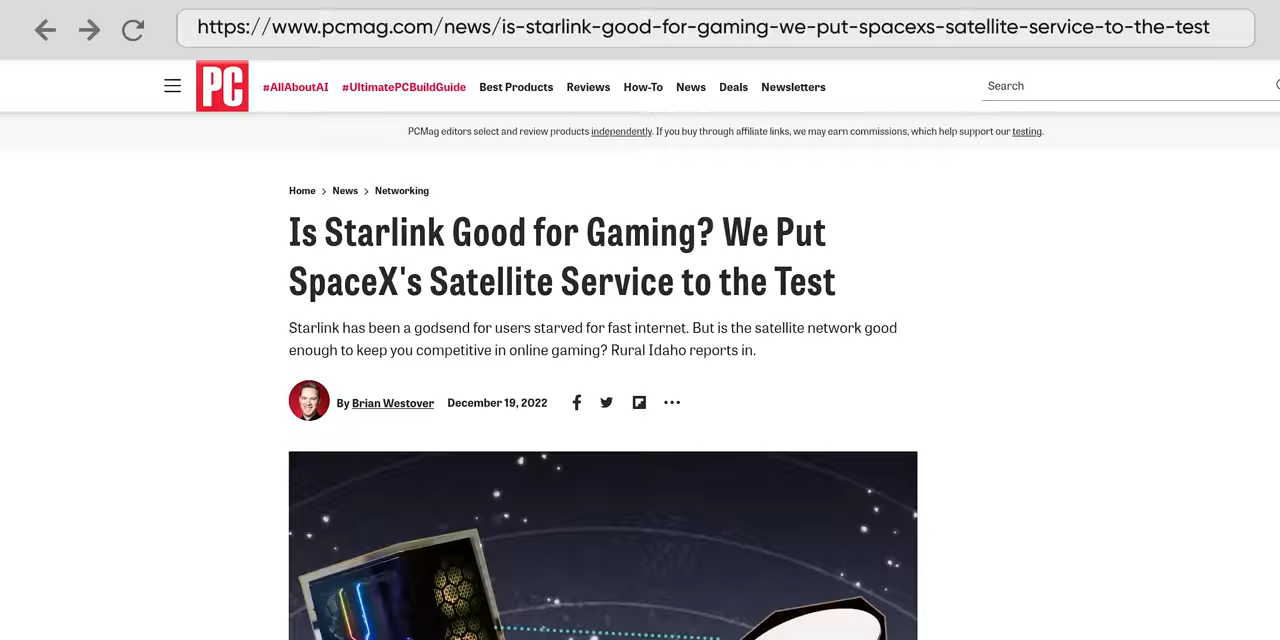 https://www.pcmag.com/news/is-starlink-good-for-gaming-we-put-spacexs-satellite-service-to-the-test
PC #AllAboutAI #UltimatePCBuildGuide Best Products Reviews How-To News Deals Newsletters Search
PCMag editors select and review products independently. If you buy through affiliate links, we may earn commissions, which help support our testing.
Home > News > Networking
Is Starlink Good for Gaming? We Put
SpaceX's Satellite Service to the Test
Starlink has been a godsend for users starved for fast internet. But is the satellite network good
enough to keep you competitive in online gaming? Rural Idaho reports in.
By Brian Westover December 19, 2022